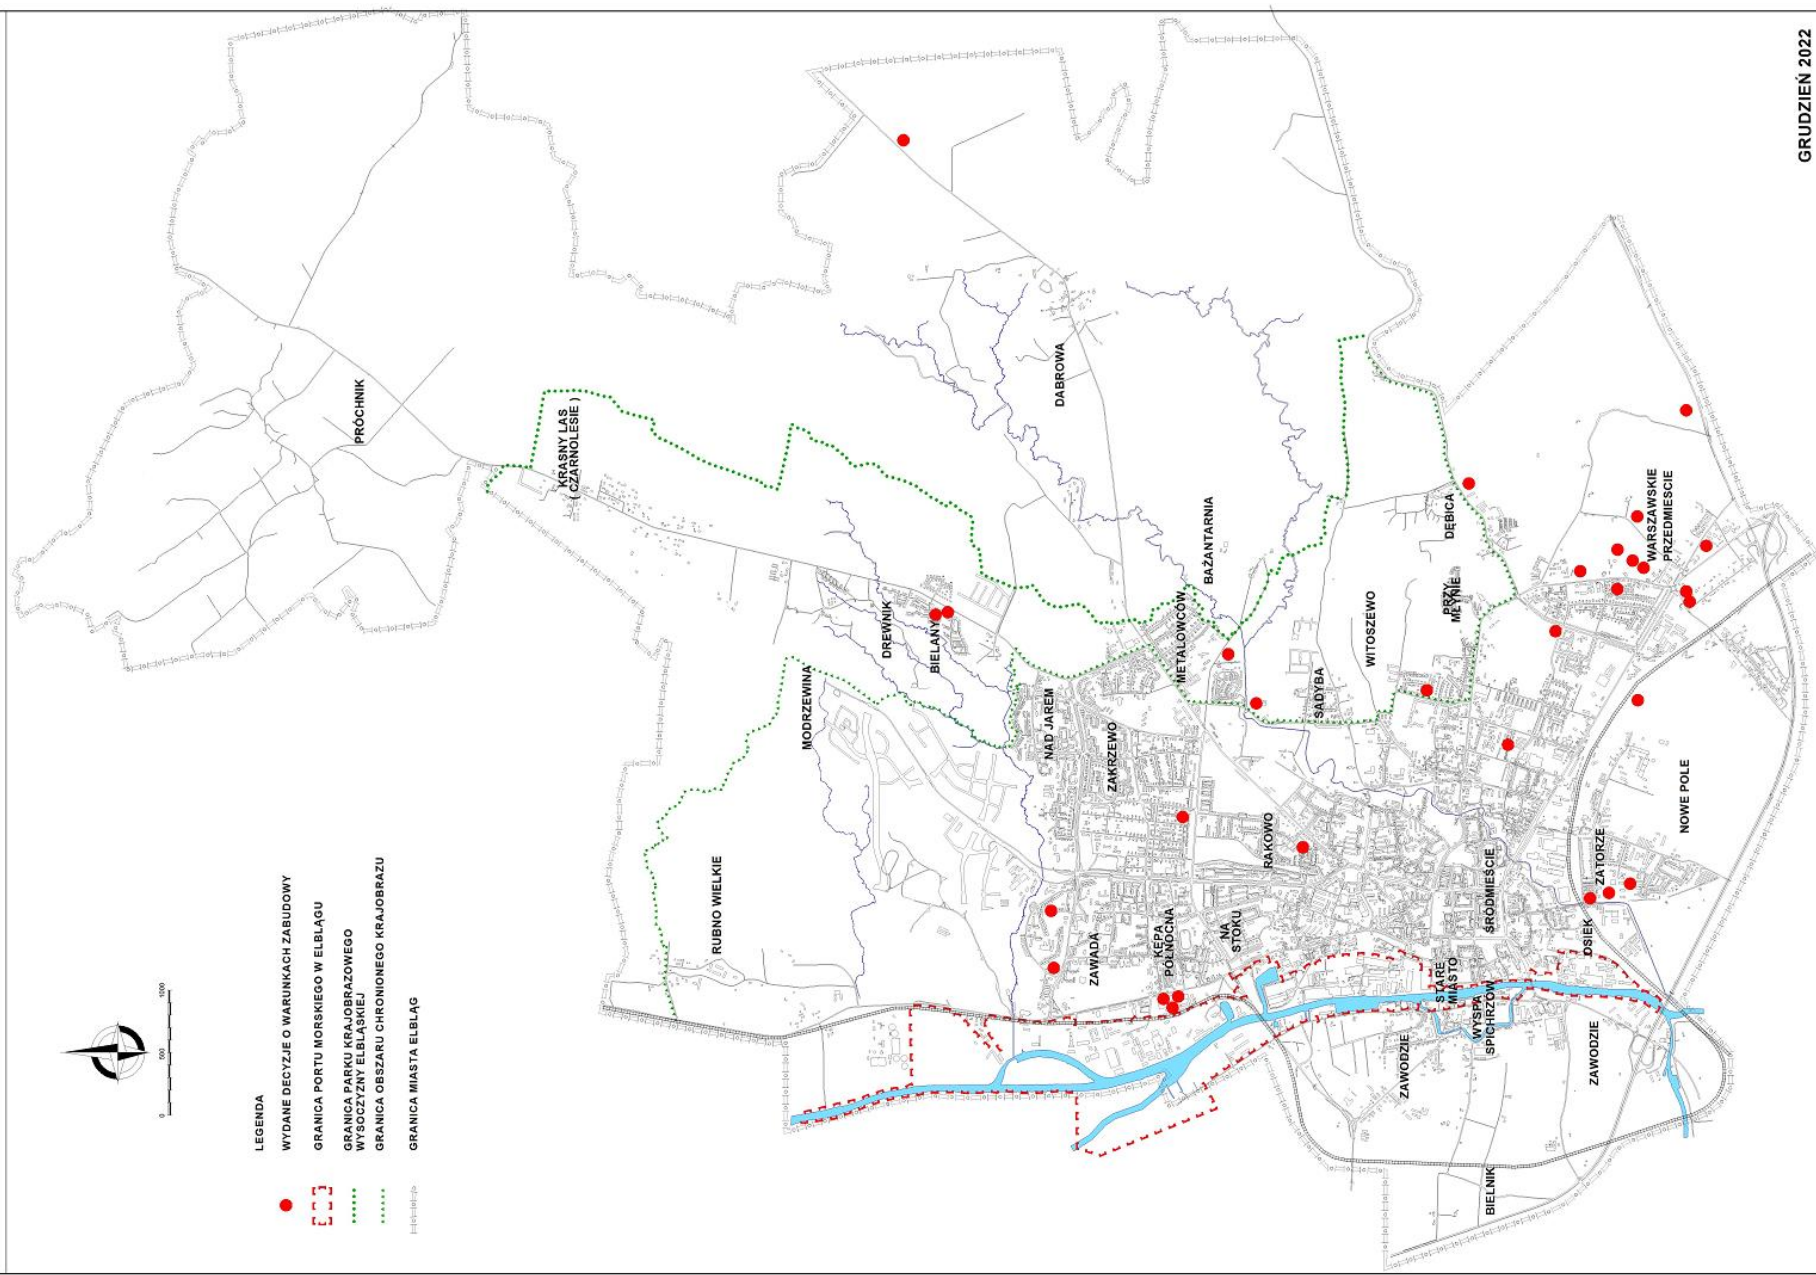 GRUDZIEŃ 2022
PRÓCHNIK
KRASNY LAS
( CZARNOLESIE )
DĄBROWA
MODRZEWINA
DREWNIK
BIELANY
RUBNO WIELKIE
NAD JAREM
ZAKRZEWO
METALOWCÓW
BAŻANTARNIA
SADYBA
WITOSZEWO
DĘBICA
PRZY
MŁYNIE
WARSZAWSKIE
PRZEDMIEŚCIE
NOWE POLE
ZATORZE
OSIEK
ŚRÓDMIEŚCIE
RAKOWO
NA
STOKU
KĘPA
PÓŁNOCNA
ZAWADA
STARE
MIASTO
WYSPA
SPICHRZÓW
ZAWODZIE
ZAWODZIE
BIELNIK
0 500 1000
LEGENDA
WYDANE DECYZJE O WARUNKACH ZABUDOWY
GRANICA PORTU MORSKIEGO W ELBLĄGU
GRANICA PARKU KRAJOBRAZOWEGO
WYSOCZYZNY ELBLĄSKIEJ
GRANICA OBSZARU CHRONIONEGO KRAJOBRAZU
GRANICA MIASTA ELBLĄG